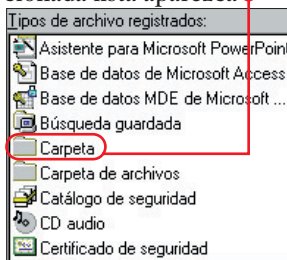 Tipos de archivo registrados:
Asistente para Microsoft PowerPoint
Base de datos de Microsoft Access
Base de datos MDE de Microsoft ...
Búsqueda guardada
Carpeta
Carpeta de archivos
Catálogo de seguridad
CD audio
Certificado de seguridad